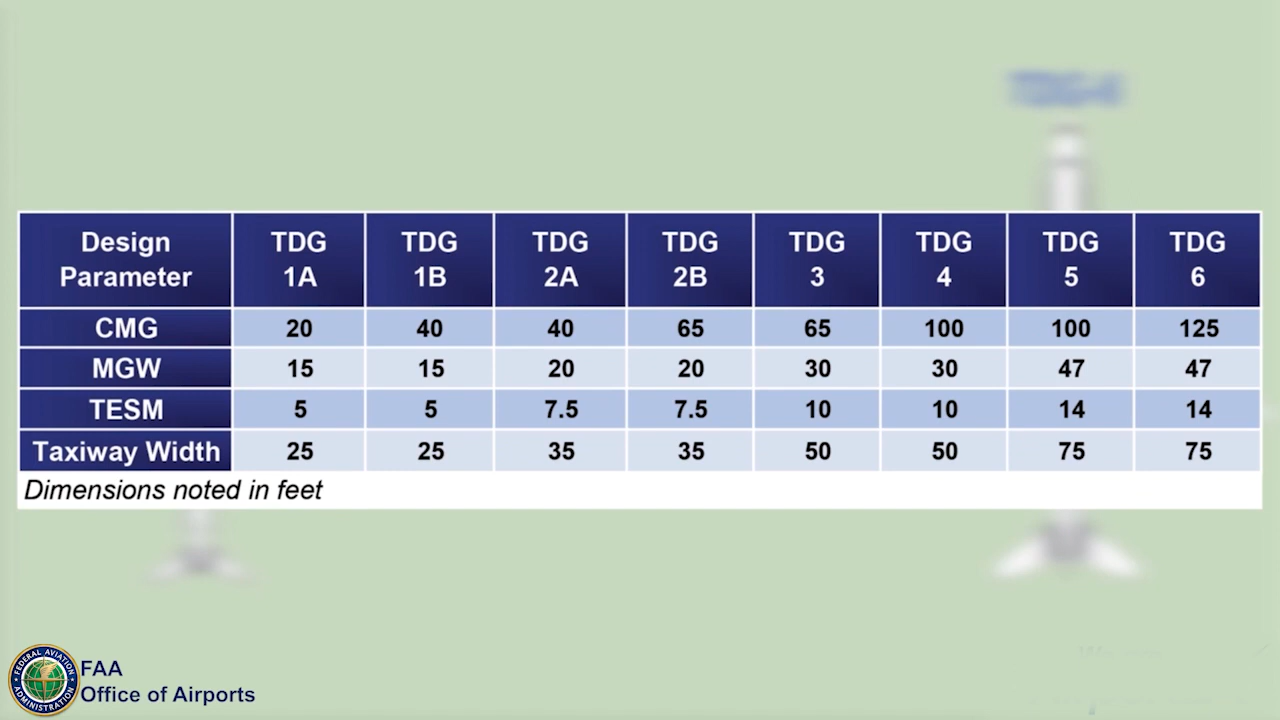 Design Parameter TDG 1A TDG 1B TDG 2A TDG 2B TDG 3 TDG 4 TDG 5 TDG 6
CMG 20 40 40 65 65 100 100 125
MGW 15 15 20 20 30 30 47 47
TESM 5 5 7.5 7.5 10 10 14 14
Taxiway Width 25 25 35 35 50 50 75 75
Dimensions noted in feet
FEDERAL AVIATION
ADMINISTRATION
FAA
Office of Airports